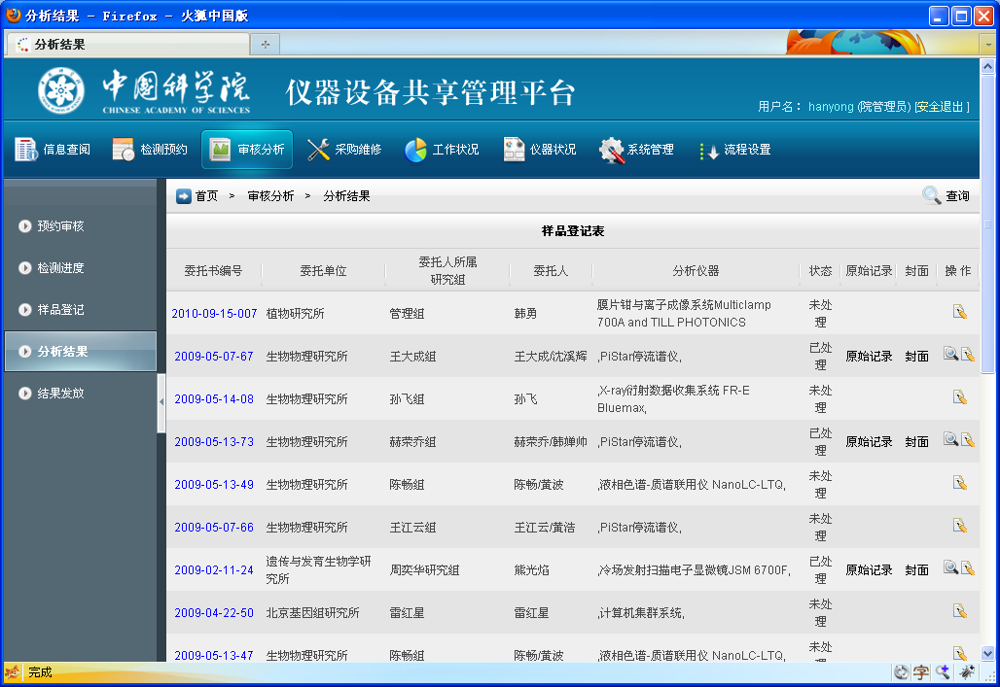 分析结果 - Firefox - 火狐中国版
分析结果
中国科学院
CHINESE ACADEMY OF SCIENCES
仪器设备共享管理平台
用户名： hanyong (院管理员) [安全退出 ]
信息查阅 检测预约 审核分析 采购维修 工作状况 仪器状况 系统管理 流程设置
预约审核
检测进度
样品登记
分析结果
结果发放
首页 > 审核分析 > 分析结果 查询
样品登记表
委托书编号 委托单位 委托人所属研究组 委托人 分析仪器 状态 原始记录 封面 操 作
2010-09-15-007 植物研究所 管理组 韩勇 膜片钳与离子成像系统Multiclamp 700A and TILL PHOTONICS 未处理
2009-05-07-67 生物物理研究所 王大成组 王大成/沈溪辉 ,PiStar停流谱仪, 已处理 原始记录 封面
2009-05-14-08 生物物理研究所 孙飞组 孙飞 ,X-ray衍射数据收集系统 FR-E Bluemax, 未处理
2009-05-13-73 生物物理研究所 赫荣乔组 赫荣乔/韩婵帅 ,PiStar停流谱仪, 已处理 原始记录 封面
2009-05-13-49 生物物理研究所 陈畅组 陈畅/黄波 ,液相色谱-质谱联用仪 NanoLC-LTQ, 未处理
2009-05-07-66 生物物理研究所 王江云组 王江云/黄洁 ,PiStar停流谱仪, 未处理
2009-02-11-24 遗传与发育生物学研究所 周奕华研究组 熊光焰 ,冷场发射扫描电子显微镜JSM 6700F, 已处理 原始记录 封面
2009-04-22-50 北京基因组研究所 雷红星 雷红星 ,计算机集群系统, 未处理
2009-05-13-47 生物物理研究所 陈畅组 陈畅/黄波 ,液相色谱-质谱联用仪 NanoLC-LTQ, 未处
完成
字